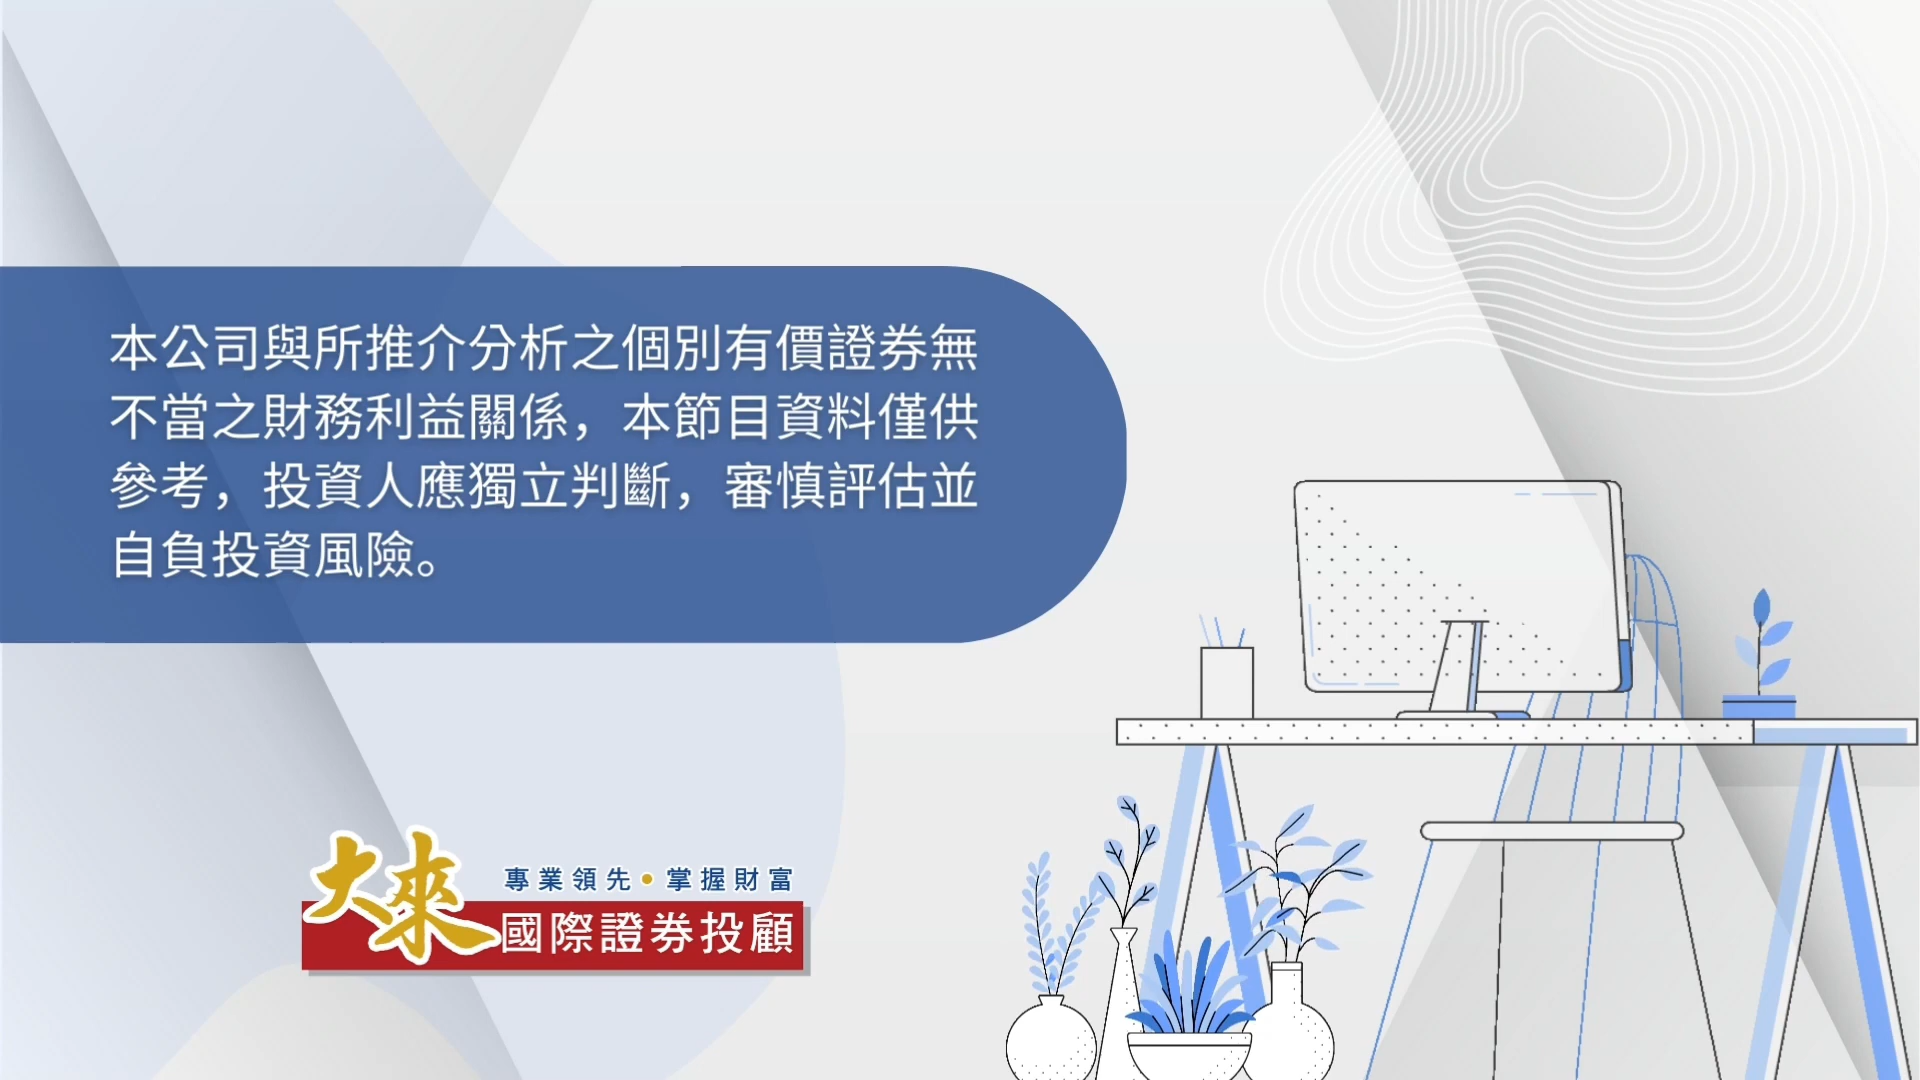 本公司與所推介分析之個別有價證券無
不當之財務利益關係，本節目資料僅供
參考，投資人應獨立判斷，審慎評估並
自負投資風險。
大來
專業領先•掌握財富
國際證券投顧